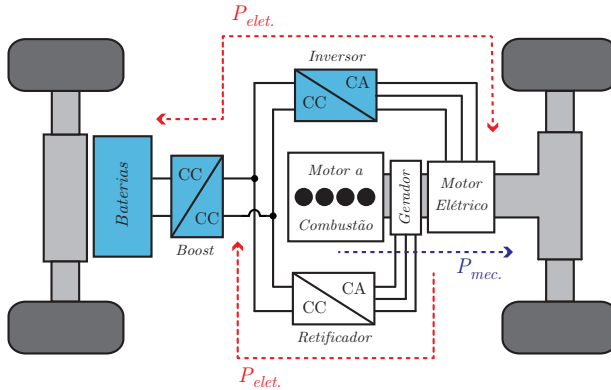 P_elet.
Inversor
CA
CC
Baterias
CC
CC
Boost
Motor a
Combustão
Gerador
Motor
Elétrico
P_mec.
CA
CC
Retificador
P_elet.